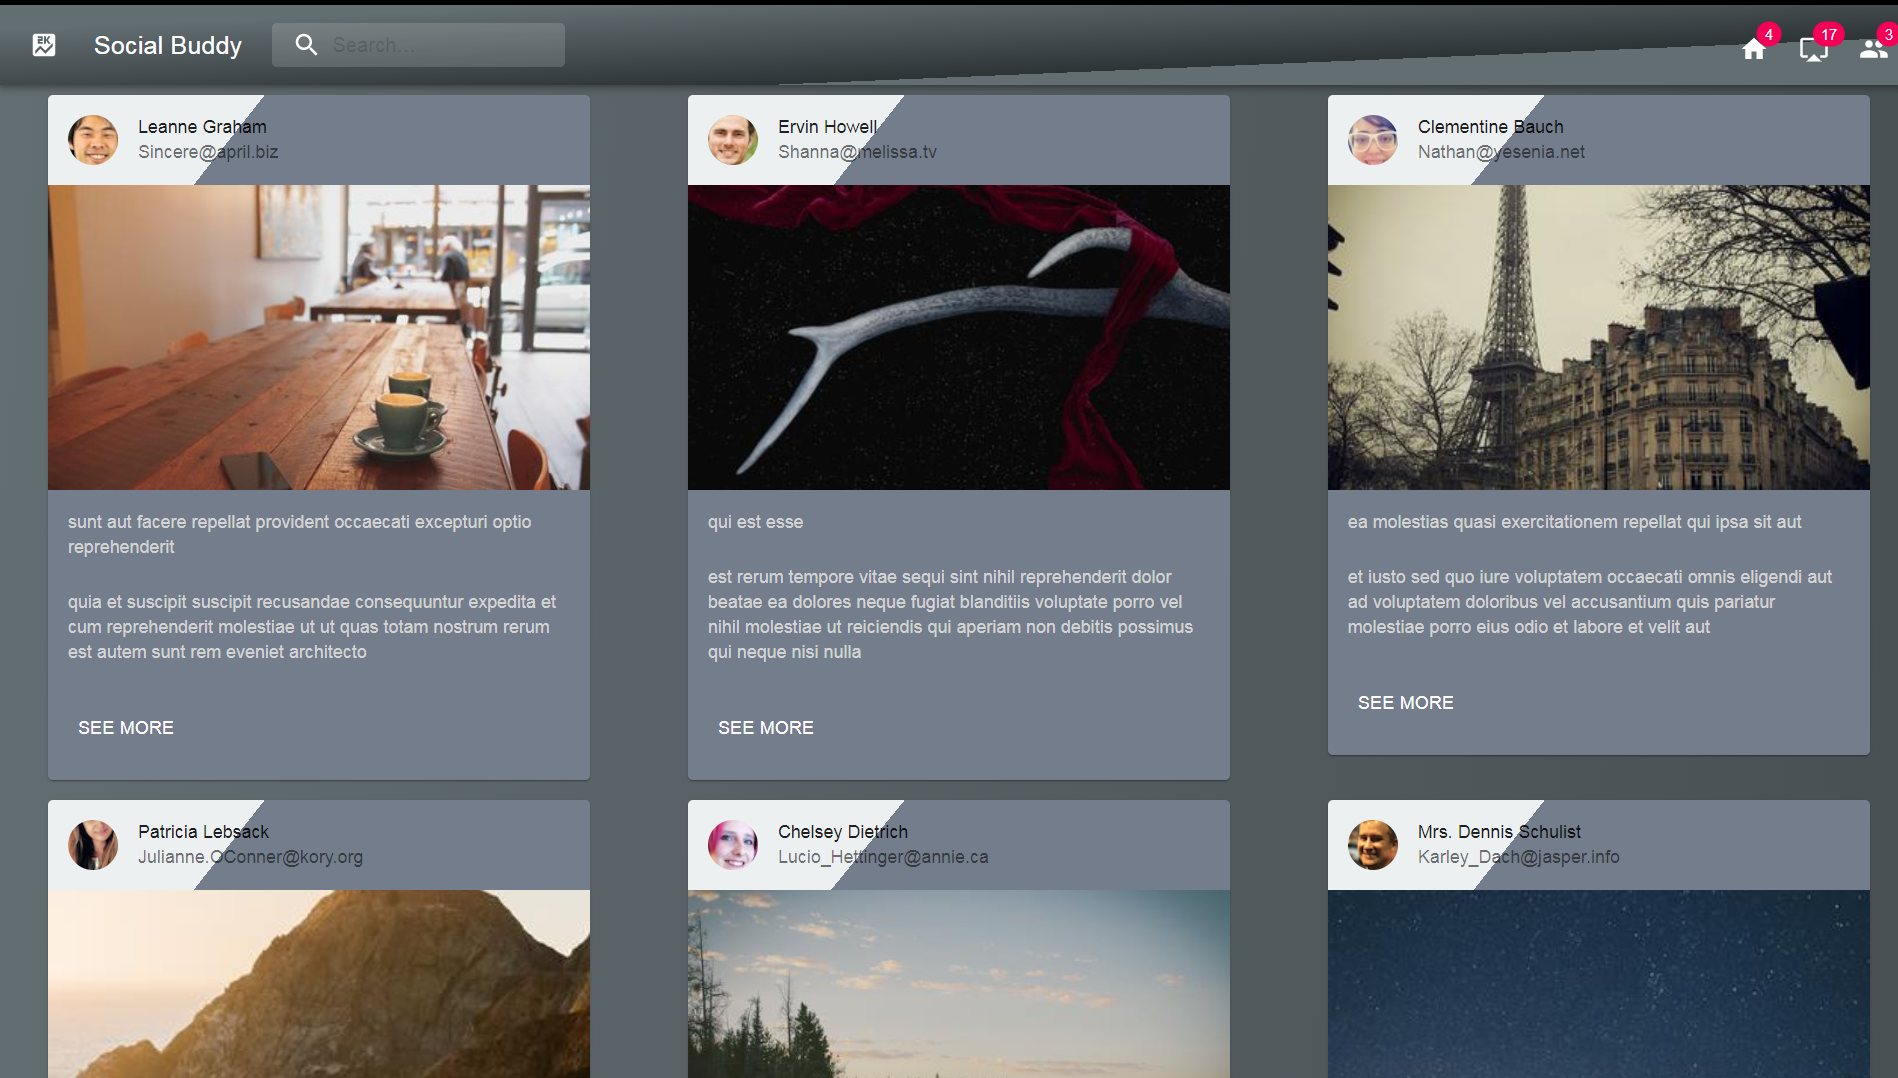 2K
Social Buddy
Search...
4
17
3
Leanne Graham
Sincere@april.biz
sunt aut facere repellat provident occaecati excepturi optio
reprehenderit
quia et suscipit suscipit recusandae consequuntur expedita et
cum reprehenderit molestiae ut ut quas totam nostrum rerum
est autem sunt rem eveniet architecto
SEE MORE
Ervin Howell
Shanna@melissa.tv
qui est esse
est rerum tempore vitae sequi sint nihil reprehenderit dolor
beatae ea dolores neque fugiat blanditiis voluptate porro vel
nihil molestiae ut reiciendis qui aperiam non debitis possimus
qui neque nisi nulla
SEE MORE
Clementine Bauch
Nathan@yesenia.net
ea molestias quasi exercitationem repellat qui ipsa sit aut
et iusto sed quo iure voluptatem occaecati omnis eligendi aut
ad voluptatem doloribus vel accusantium quis pariatur
molestiae porro eius odio et labore et velit aut
SEE MORE
Patricia Lebsack
Julianne.OConner@kory.org
Chelsey Dietrich
Lucio_Hettinger@annie.ca
Mrs. Dennis Schulist
Karley_Dach@jasper.info